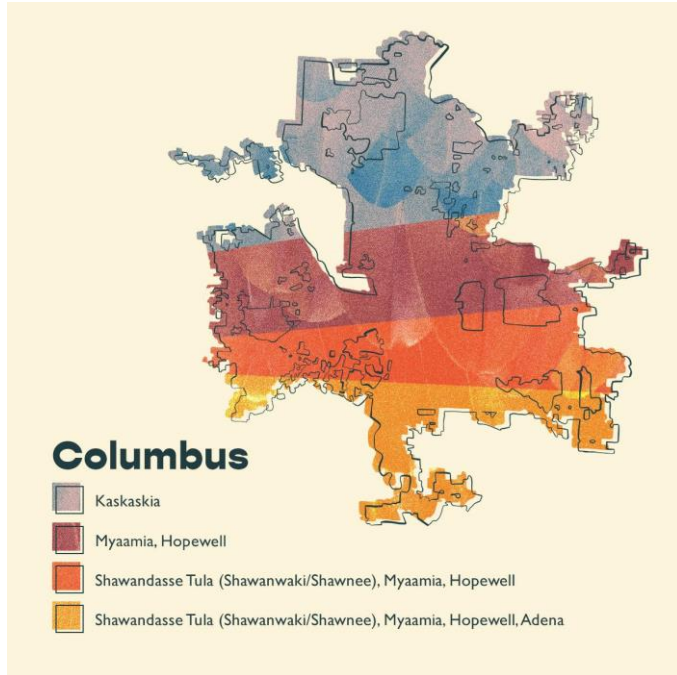 Columbus
Kaskaskia
Myaamia, Hopewell
Shawandasse Tula (Shawanwaki/Shawnee), Myaamia, Hopewell
Shawandasse Tula (Shawanwaki/Shawnee), Myaamia, Hopewell, Adena